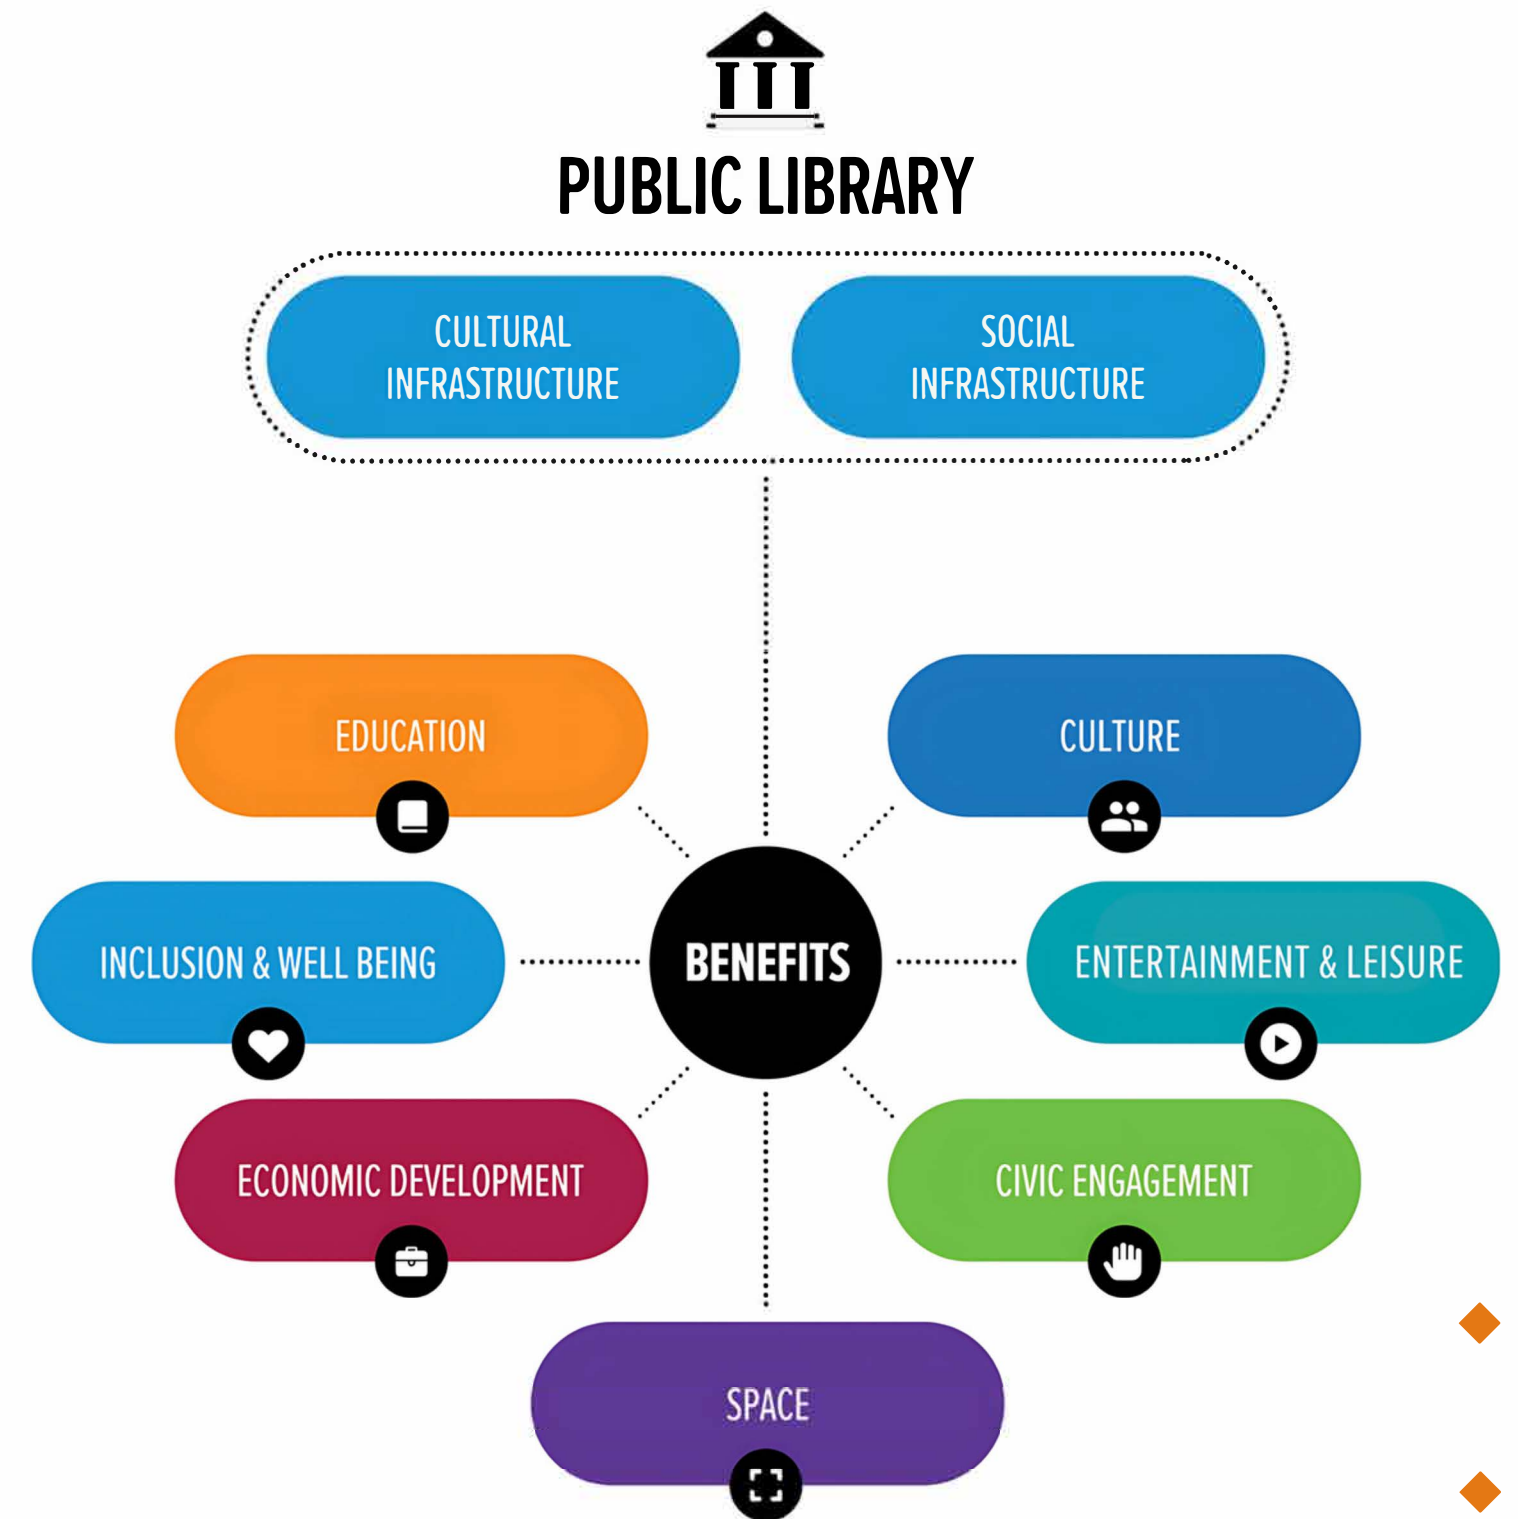 PUBLIC LIBRARY
CULTURAL
INFRASTRUCTURE
SOCIAL
INFRASTRUCTURE
EDUCATION
CULTURE
INCLUSION & WELL BEING
BENEFITS
ENTERTAINMENT & LEISURE
ECONOMIC DEVELOPMENT
CIVIC ENGAGEMENT
SPACE